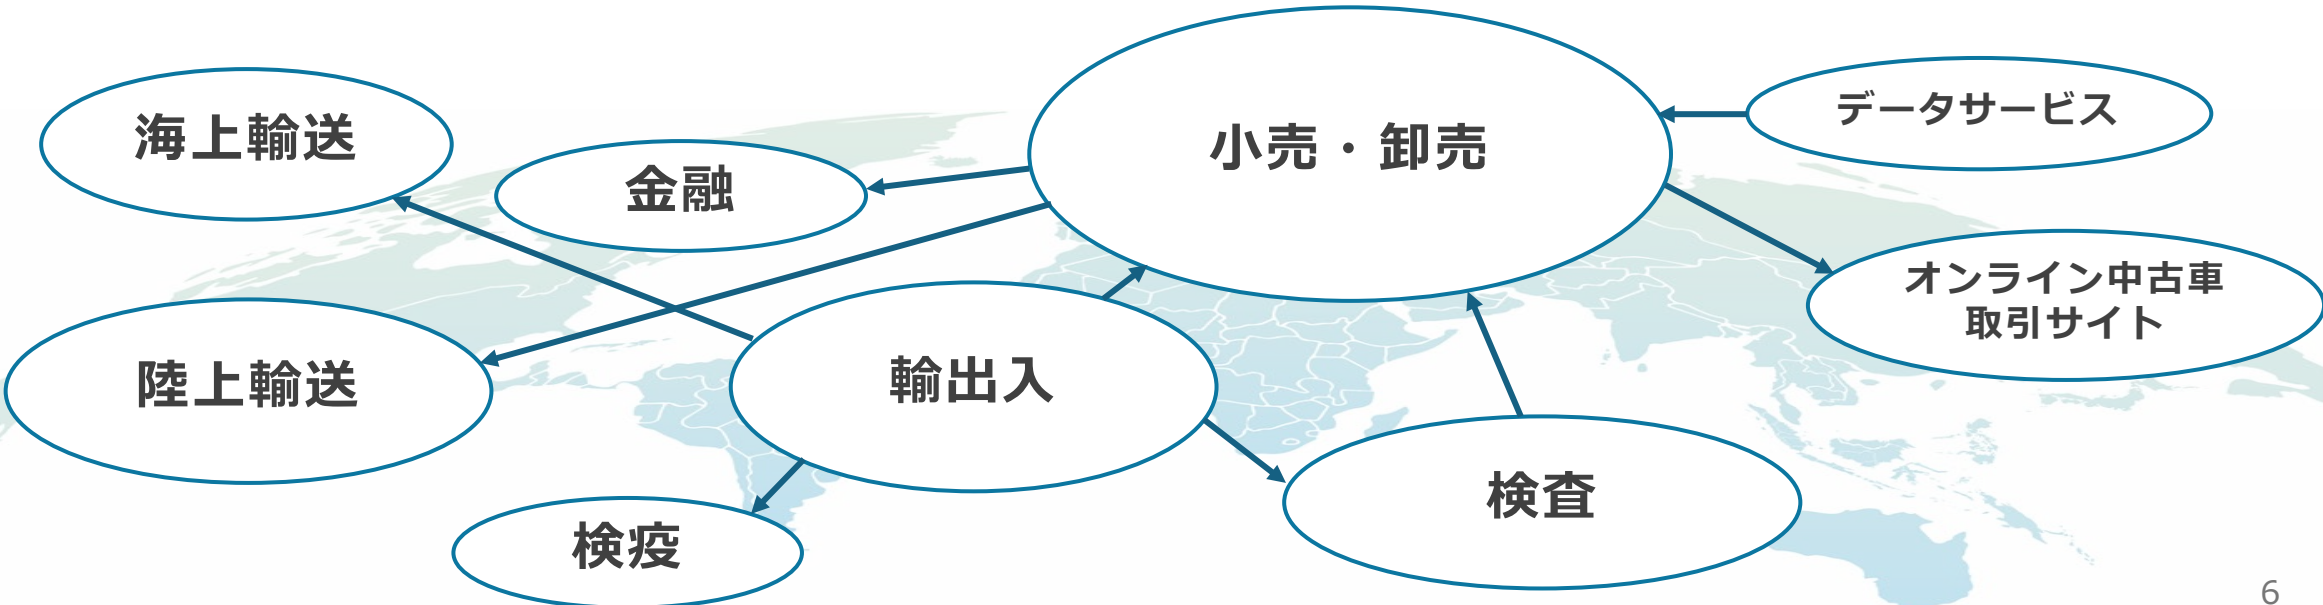 海上輸送
金融
小売・卸売
データサービス
オンライン中古車
取引サイト
陸上輸送
輸出入
検査
検疫
6